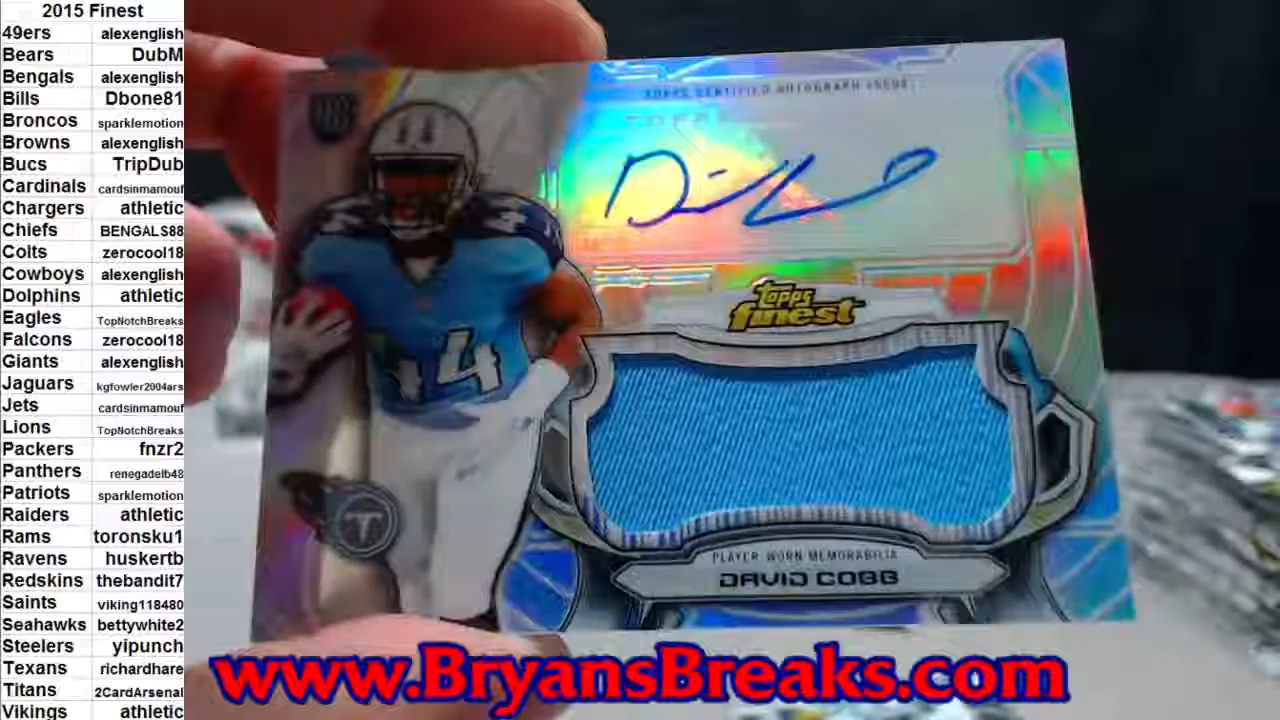 2015 Finest
49ers alexenglish
Bears DubM
Bengals alexenglish
Bills Dbone81
Broncos sparklemotion
Browns alexenglish
Bucs TripDub
Cardinals cardsinmamouf
Chargers athletic
Chiefs BENGALS88
Colts zerocool18
Cowboys alexenglish
Dolphins athletic
Eagles TopNotchBreaks
Falcons zerocool18
Giants alexenglish
Jaguars kgfowler2004ars
Jets cardsinmamouf
Lions TopNotchBreaks
Packers fnzr2
Panthers renegadelb48
Patriots sparklemotion
Raiders athletic
Rams toronsku1
Ravens huskertb
Redskins thebandit7
Saints viking118480
Seahawks bettywhite2
Steelers yipunch
Texans richardhare
Titans 2CardArsenal
Vikings athletic
TOPPS CERTIFIED AUTOGRAPH ISSUE
44
T
topps
finest
PLAYER-WORN MEMORABILIA
DAVID COBB
www.BryansBreaks.com